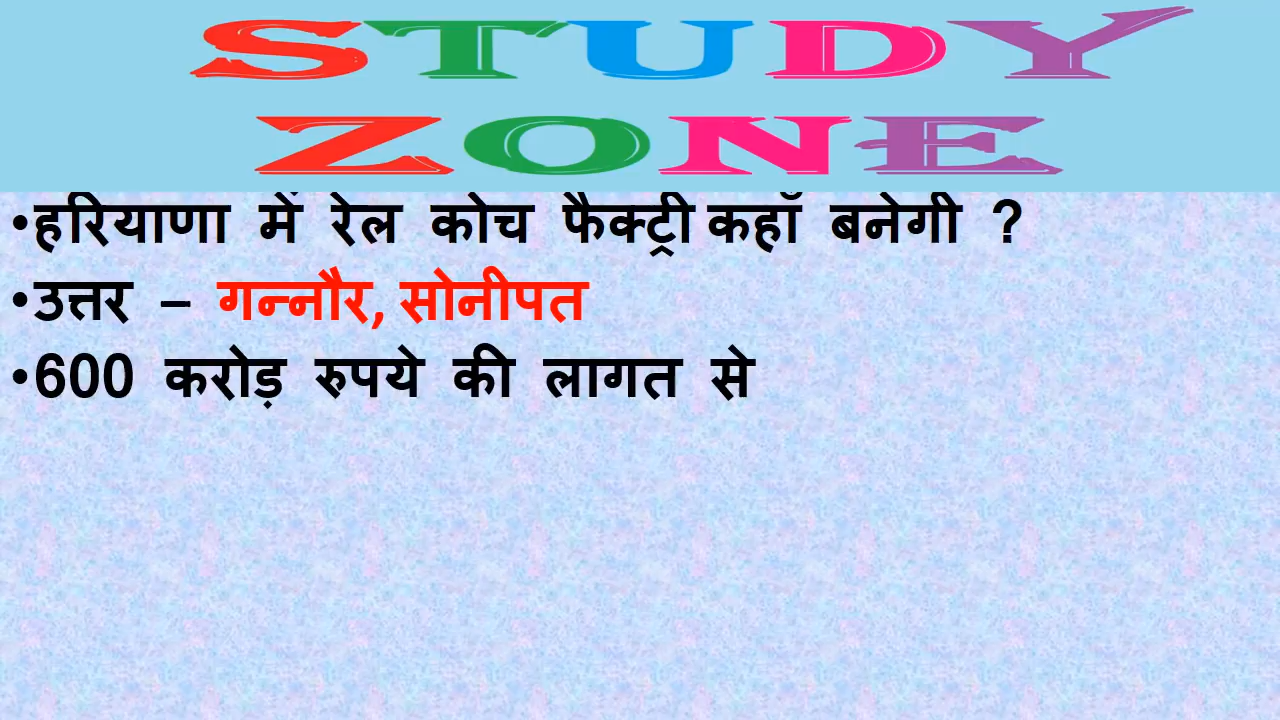 STUDY
ZONE
•हरियाणा में रेल कोच फैक्ट्री कहाँ बनेगी ?
•उत्तर – गन्नौर, सोनीपत
•600 करोड़ रुपये की लागत से